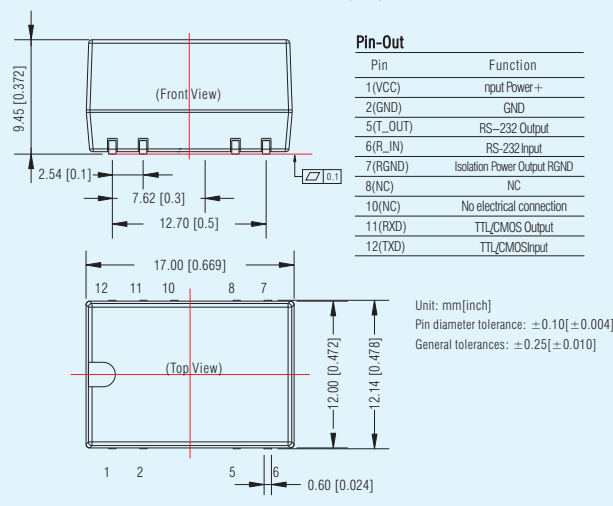 9.45 [0.372]
(Front View)
2.54 [0.1]
7.62 [0.3]
12.70 [0.5]
0.1
Pin-Out
Pin Function
1(VCC) nput Power+
2(GND) GND
5(T_OUT) RS-232 Output
6(R_IN) RS-232 Input
7(RGND) Isolation Power Output RGND
8(NC) NC
10(NC) No electrical connection
11(RXD) TTL/CMOS Output
12(TXD) TTL/CMOSInput
17.00 [0.669]
12 11 10 8 7
(Top View)
12.00 [0.472]
12.14 [0.478]
1 2 5 6
0.60 [0.024]
Unit: mm[inch]
Pin diameter tolerance: ±0.10[±0.004]
General tolerances: ±0.25[±0.010]